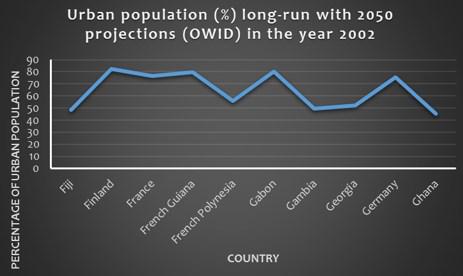 Urban population (%) long-run with 2050
projections (OWID) in the year 2002
PERCENTAGE OF URBAN POPULATION
90
80
70
60
50
40
30
20
10
0
Fiji
Finland
France
French Guiana
French Polynesia
Gabon
Gambia
Georgia
Germany
Ghana
COUNTRY